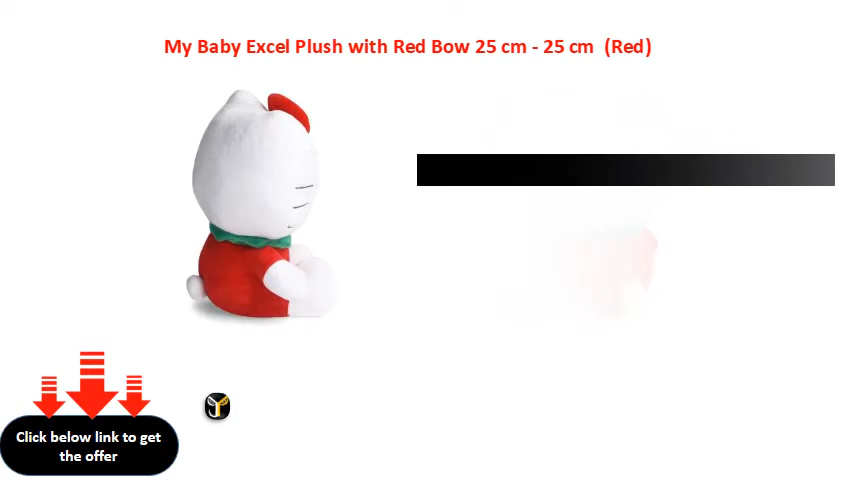 My Baby Excel Plush with Red Bow 25 cm - 25 cm  (Red)
Click below link to get
the offer